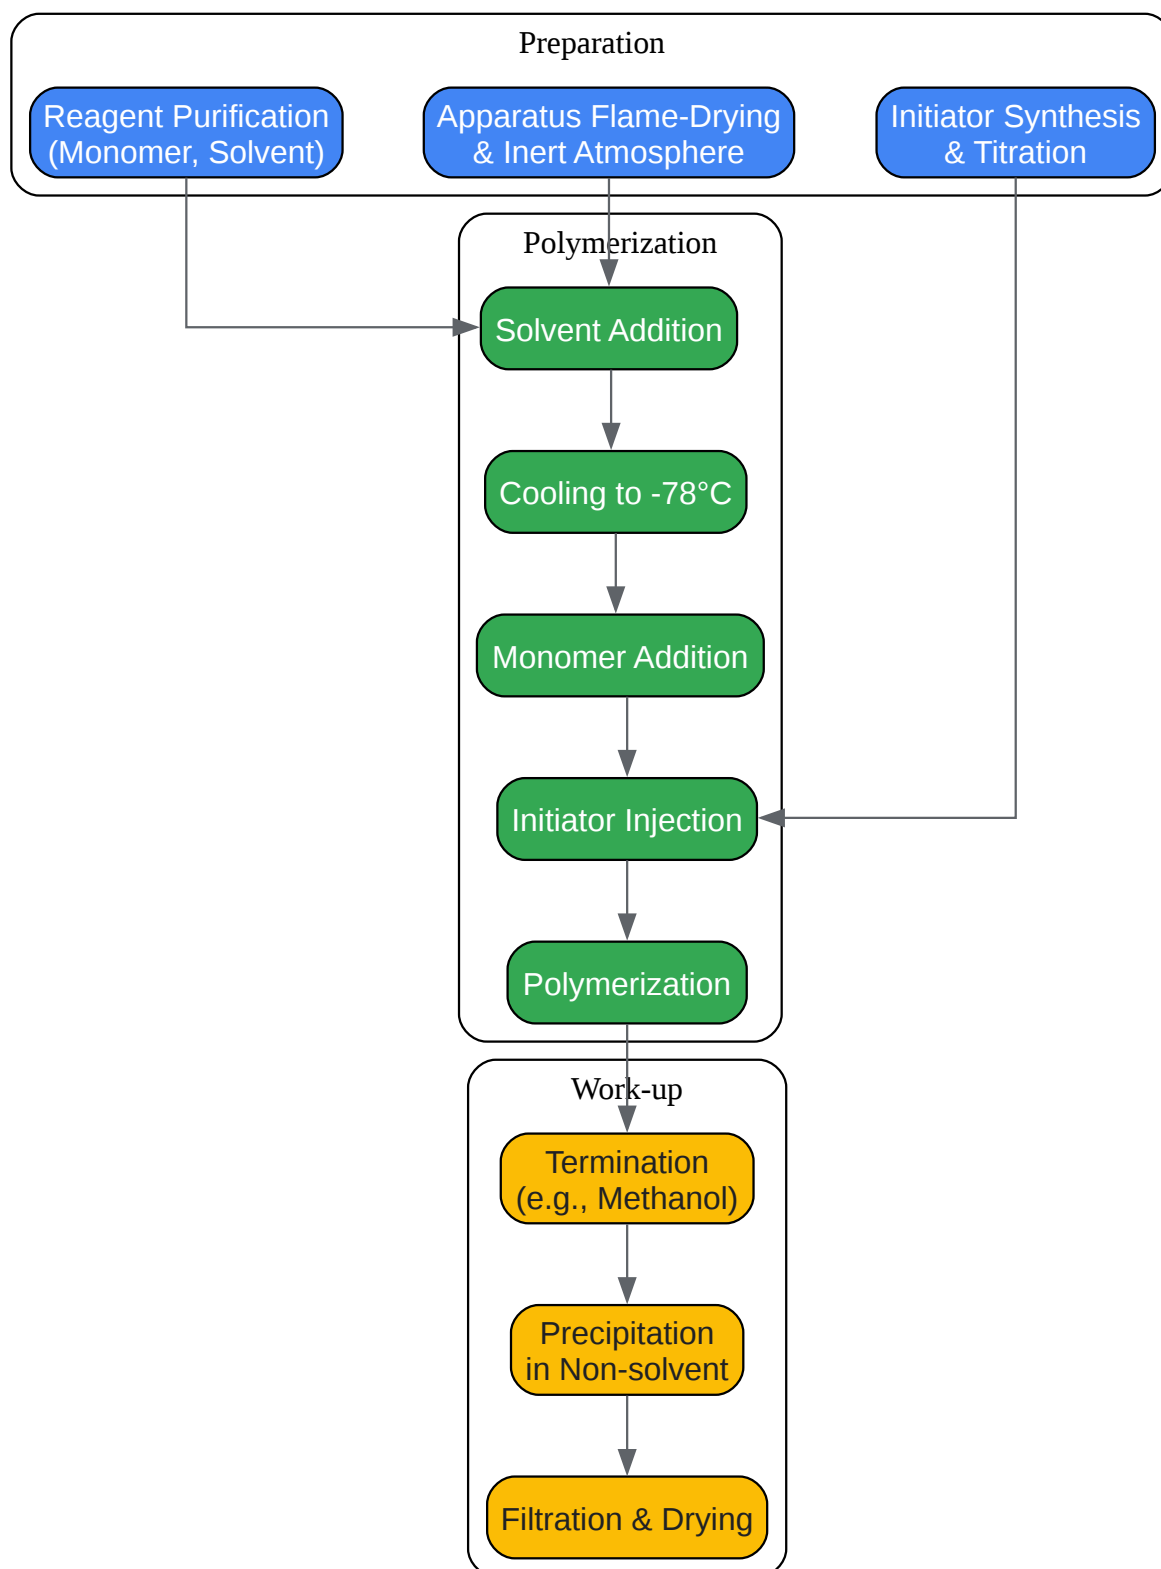 Preparation
Reagent Purification
(Monomer, Solvent)
Apparatus Flame-Drying
& Inert Atmosphere
Initiator Synthesis
& Titration
Polymerization
Solvent Addition
Cooling to -78°C
Monomer Addition
Initiator Injection
Polymerization
Work-up
Termination
(e.g., Methanol)
Precipitation
in Non-solvent
Filtration & Drying